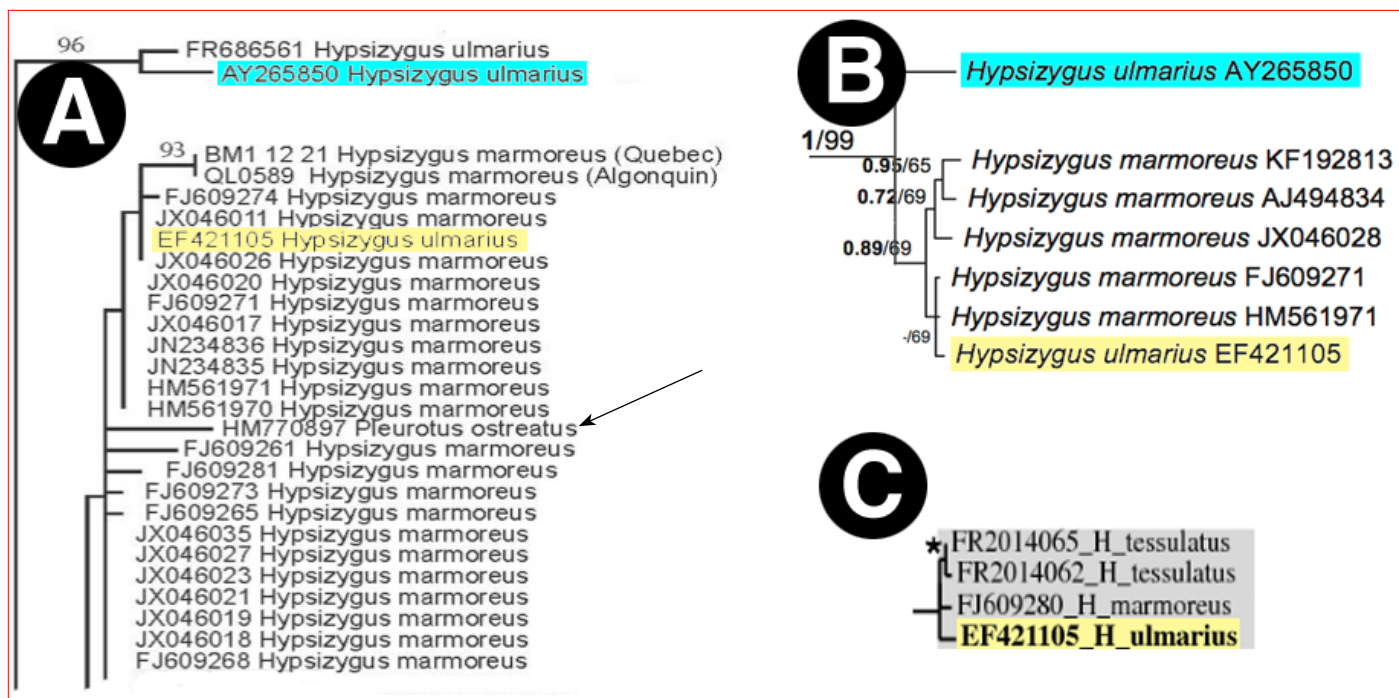 96
FR686561 Hypsizygus ulmarius
AY265850 Hypsizygus ulmarius
A
93
BM1 12 21 Hypsizygus marmoreus (Quebec)
QL0589 Hypsizygus marmoreus (Algonquin)
FJ609274 Hypsizygus marmoreus
JX046011 Hypsizygus marmoreus
EF421105 Hypsizygus ulmarius
JX046026 Hypsizygus marmoreus
JX046020 Hypsizygus marmoreus
FJ609271 Hypsizygus marmoreus
JX046017 Hypsizygus marmoreus
JN234836 Hypsizygus marmoreus
JN234835 Hypsizygus marmoreus
HM561971 Hypsizygus marmoreus
HM561970 Hypsizygus marmoreus
HM770897 Pleurotus ostreatus
FJ609261 Hypsizygus marmoreus
FJ609281 Hypsizygus marmoreus
FJ609273 Hypsizygus marmoreus
FJ609265 Hypsizygus marmoreus
JX046035 Hypsizygus marmoreus
JX046027 Hypsizygus marmoreus
JX046023 Hypsizygus marmoreus
JX046021 Hypsizygus marmoreus
JX046019 Hypsizygus marmoreus
JX046018 Hypsizygus marmoreus
FJ609268 Hypsizygus marmoreus
B
Hypsizygus ulmarius AY265850
1/99
0.95/65
Hypsizygus marmoreus KF192813
0.72/69
Hypsizygus marmoreus AJ494834
Hypsizygus marmoreus JX046028
0.89/69
Hypsizygus marmoreus FJ609271
Hypsizygus marmoreus HM561971
-/69
Hypsizygus ulmarius EF421105
C
* FR2014065_H_tessulatus
FR2014062_H_tessulatus
FJ609280_H_marmoreus
EF421105_H_ulmarius